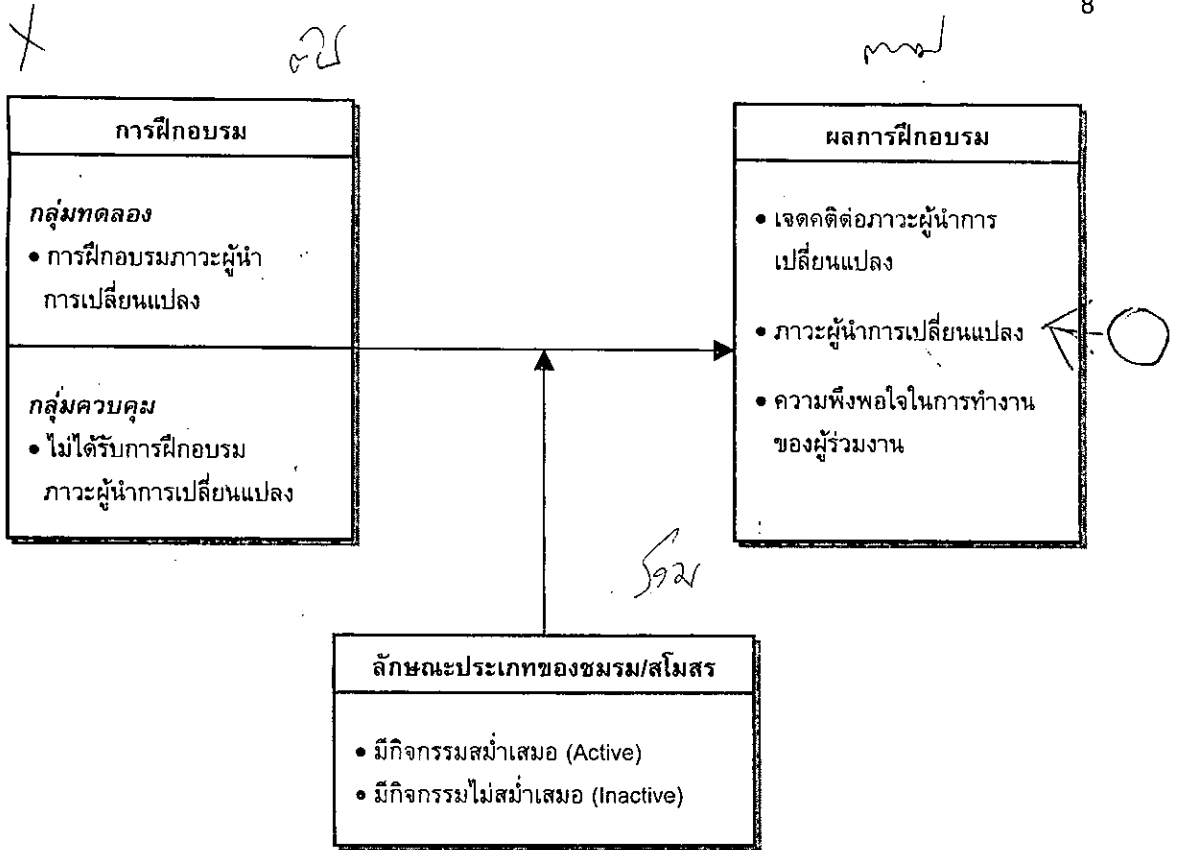 8
X
ต้น
ตาม
การฝึกอบรม
กลุ่มทดลอง
• การฝึกอบรมภาวะผู้นำ
การเปลี่ยนแปลง
กลุ่มควบคุม
• ไม่ได้รับการฝึกอบรม
ภาวะผู้นำการเปลี่ยนแปลง
ผลการฝึกอบรม
• เจตคติต่อภาวะผู้นำการ
เปลี่ยนแปลง
• ภาวะผู้นำการเปลี่ยนแปลง
• ความพึงพอใจในการทำงาน
ของผู้ร่วมงาน
ร่วม
ลักษณะประเภทของชมรม/สโมสร
• มีกิจกรรมสม่ำเสมอ (Active)
• มีกิจกรรมไม่สม่ำเสมอ (Inactive)